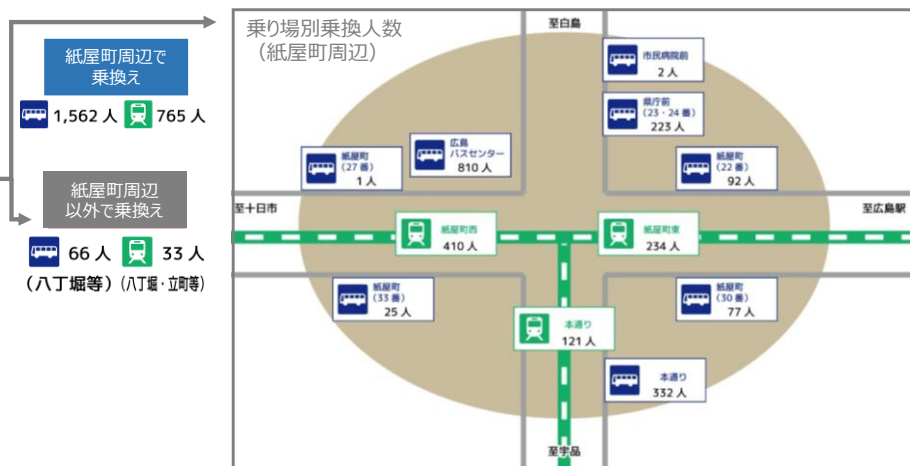 紙屋町周辺で
乗換え
1,562 人 765 人
紙屋町周辺
以外で乗換え
66 人 33 人
(八丁堀等) (八丁堀・立町等)
乗り場別乗換人数
（紙屋町周辺）
至白島
市民病院前
2 人
県庁前
(23・24 番)
223 人
広島
バスセンター
810 人
紙屋町
(27 番)
1 人
紙屋町
(22 番)
92 人
至十日市
至広島駅
紙屋町西
410 人
紙屋町東
234 人
紙屋町
(33 番)
25 人
紙屋町
(30 番)
77 人
本通り
121 人
本通り
332 人
至宇品